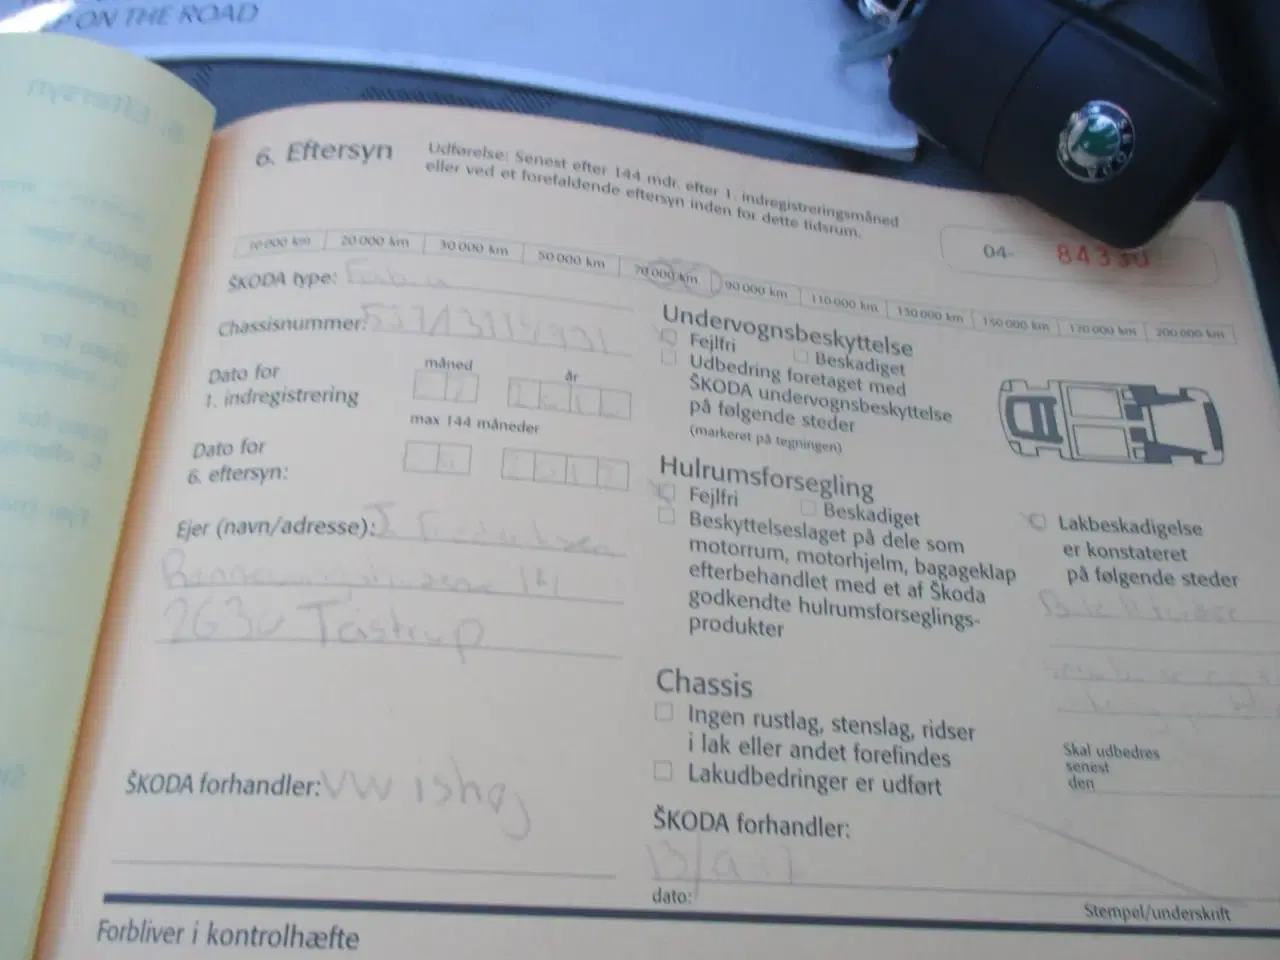 P ON THE ROAD
6. Eftersyn
Udførelse: Senest efter 144 mdr. efter 1. indregistreringsmåned
eller ved et forefaldende eftersyn inden for dette tidsrum.
04- 84330
10 000 km 20 000 km 30 000 km 50 000 km 70 000 km 90 000 km 110 000 km 130 000 km 150 000 km 170 000 km 200 000 km
ŠKODA type: Fabia
Chassisnummer:
Dato for
1. indregistrering
måned år
max 144 måneder
Dato for
6. eftersyn:
Ejer (navn/adresse):
2630 Tåstrup
ŠKODA forhandler: VW ishøj
Undervognsbeskyttelse
Fejlfri Beskadiget
Udbedring foretaget med
ŠKODA undervognsbeskyttelse
på følgende steder
(markeret på tegningen)
Hulrumsforsegling
Fejlfri Beskadiget
Beskyttelseslaget på dele som
motorrum, motorhjelm, bagageklap
efterbehandlet med et af Škoda
godkendte hulrumsforseglings-
produkter
Lakbeskadigelse
er konstateret
på følgende steder
Chassis
Ingen rustlag, stenslag, ridser
i lak eller andet forefindes
Lakudbedringer er udført
Skal udbedres
senest
den
ŠKODA forhandler:
dato:
Stempel/underskrift
Forbliver i kontrolhæfte